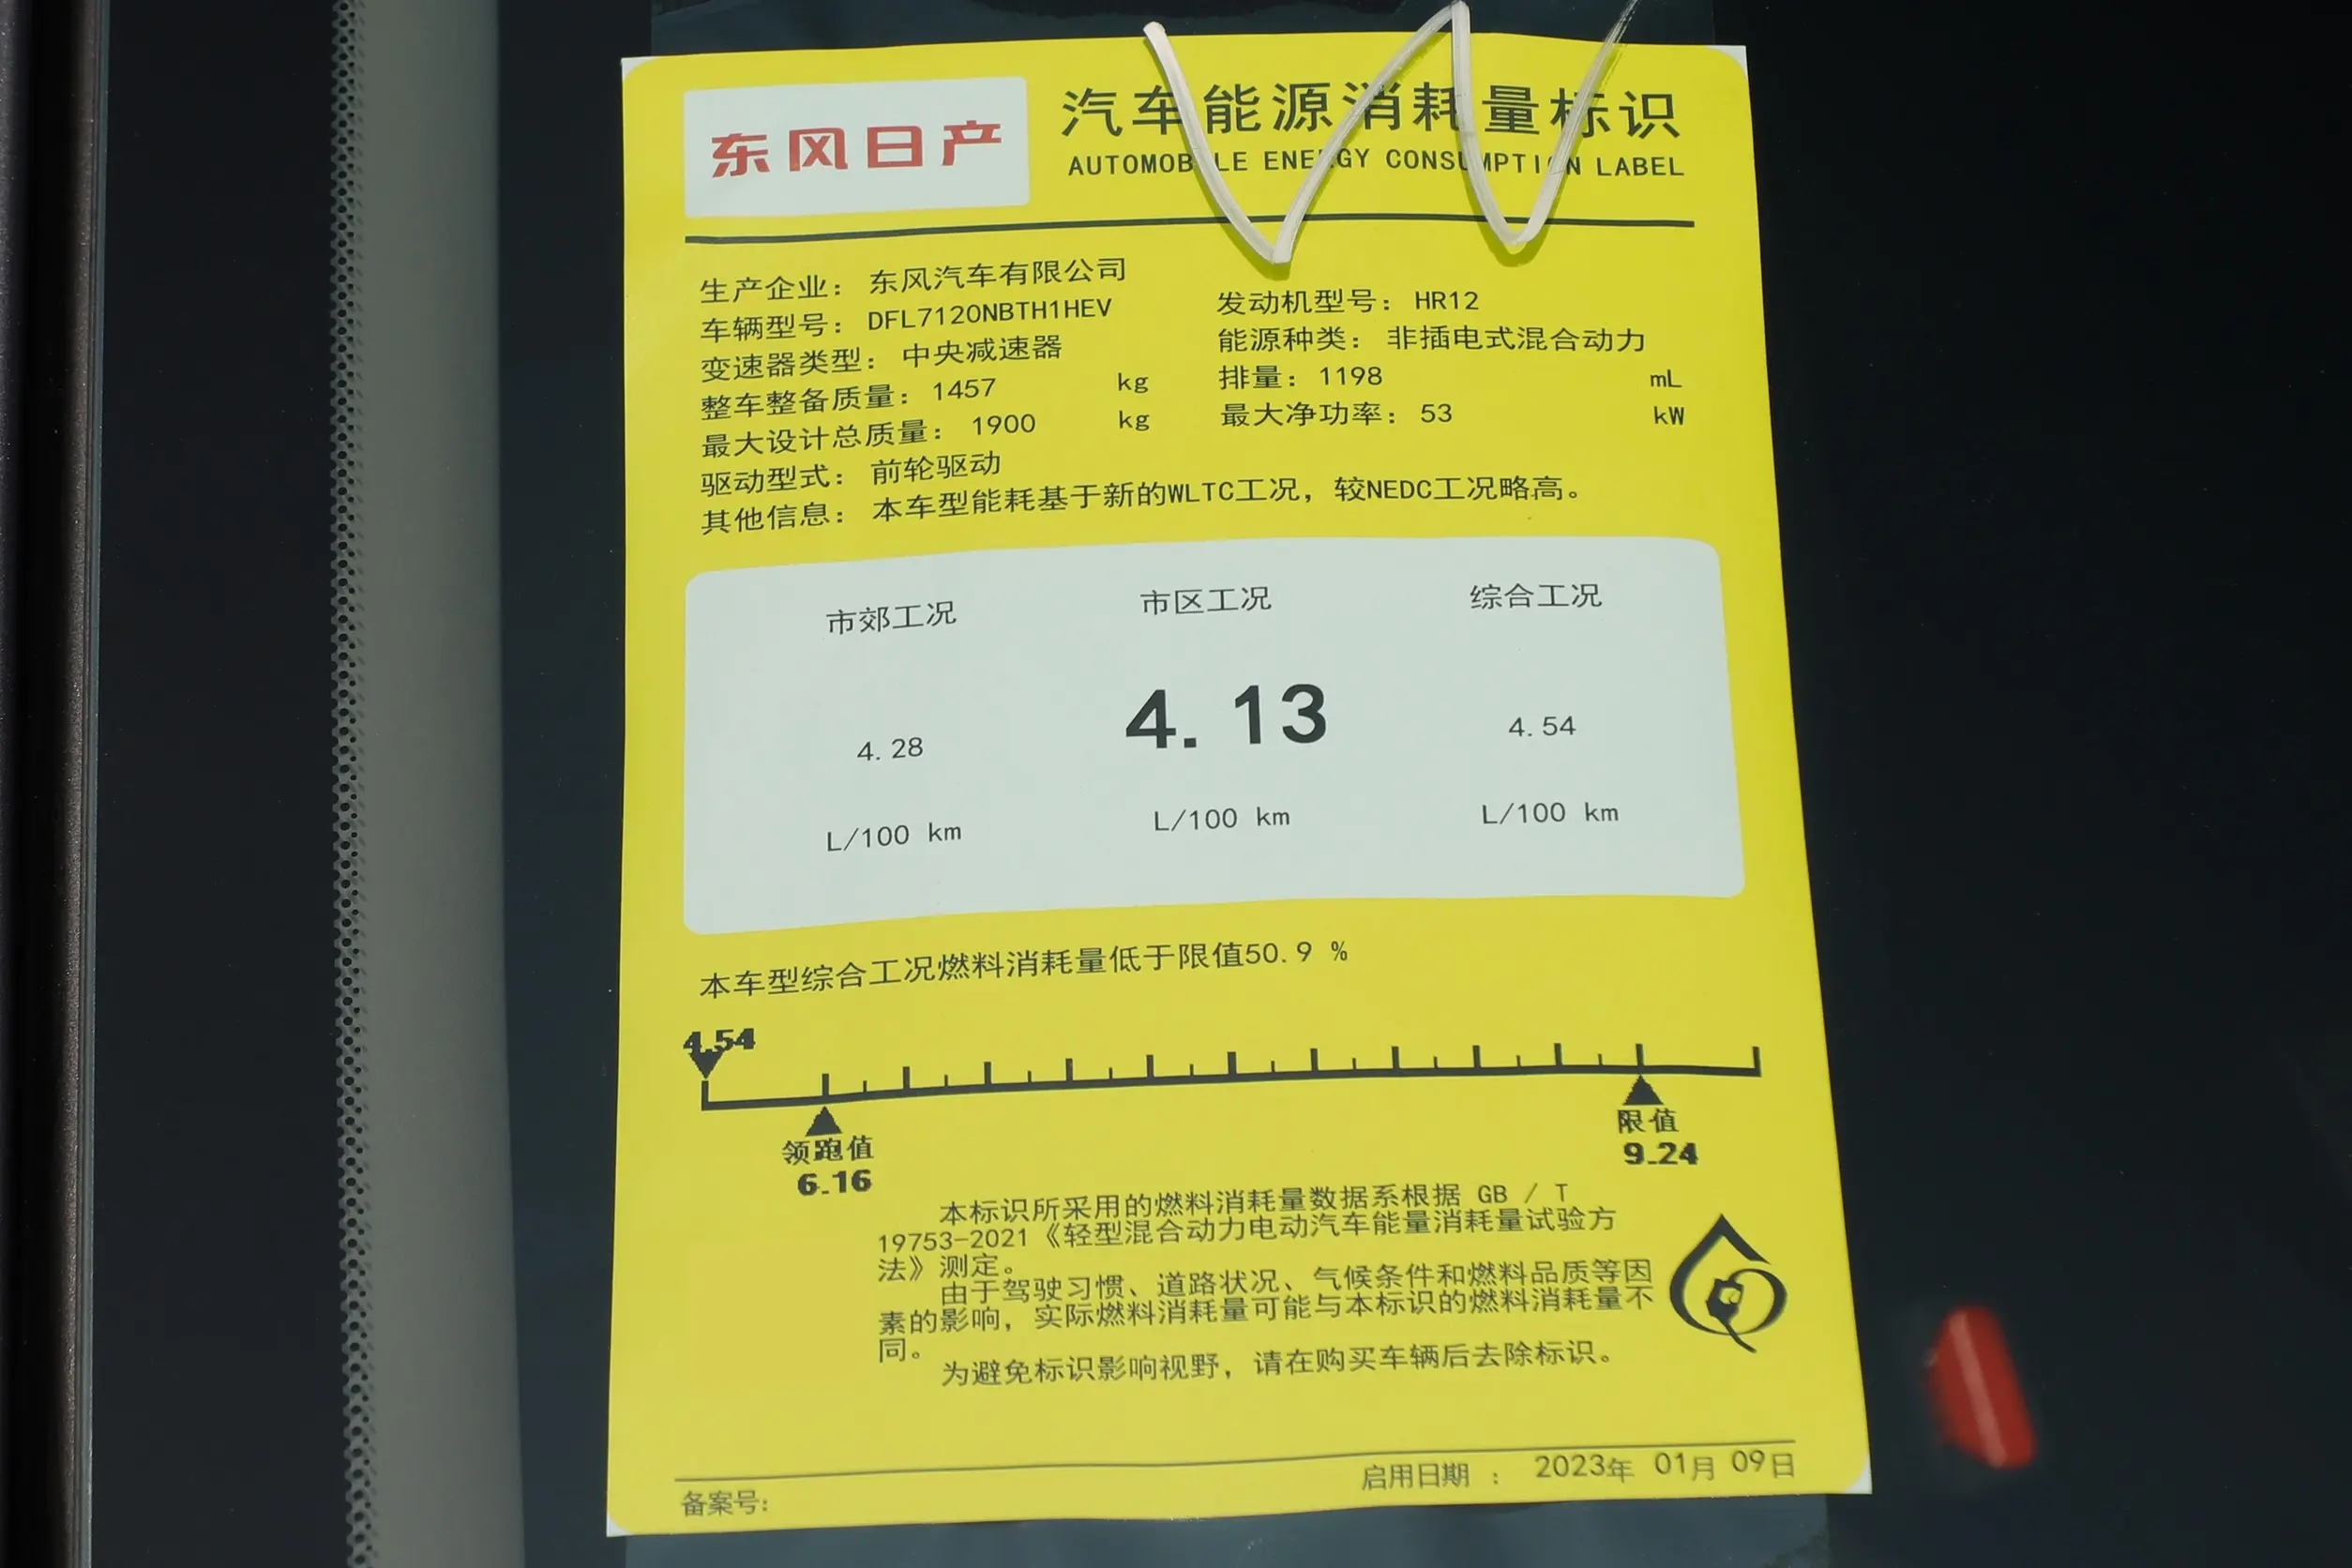 东风日产
汽车能源消耗量标识
AUTOMOBILE ENERGY CONSUMPTION LABEL
生产企业： 东风汽车有限公司
车辆型号： DFL7120NBTH1HEV
发动机型号： HR12
变速器类型： 中央减速器
能源种类： 非插电式混合动力
整车整备质量：1457 kg
排量：1198 mL
最大设计总质量： 1900 kg
最大净功率：53 kW
驱动型式： 前轮驱动
其他信息： 本车型能耗基于新的WLTC工况，较NEDC工况略高。
市郊工况 市区工况 综合工况
4.28 4.13 4.54
L/100 km L/100 km L/100 km
本车型综合工况燃料消耗量低于限值50.9 %
4.54
领跑值 限值
6.16 9.24
本标识所采用的燃料消耗量数据系根据 GB / T
19753-2021《轻型混合动力电动汽车能量消耗量试验方
法》测定。
由于驾驶习惯、道路状况、气候条件和燃料品质等因
素的影响，实际燃料消耗量可能与本标识的燃料消耗量不
同。
为避免标识影响视野，请在购买车辆后去除标识。
备案号：
启用日期 ： 2023年 01月 09日